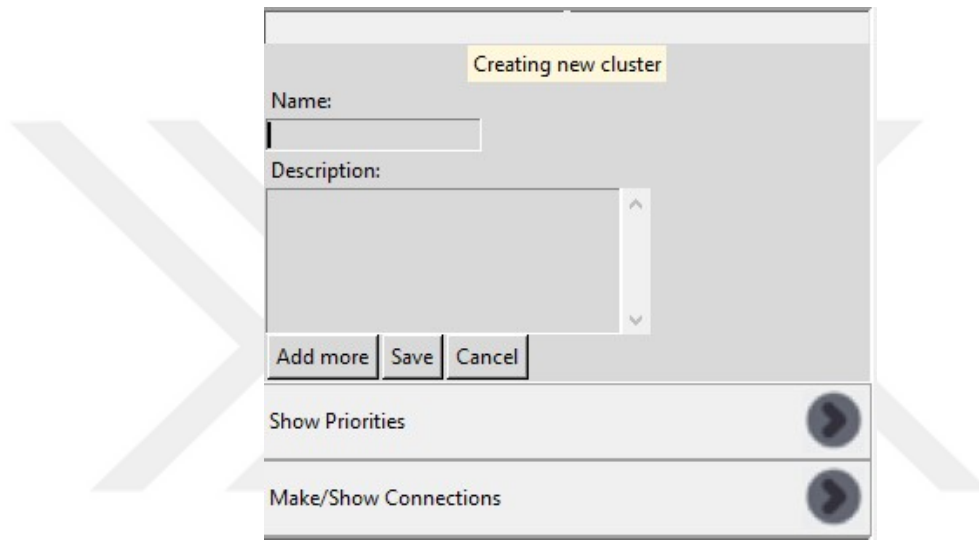 Creating new cluster
Name:
Description:
Add more Save Cancel
Show Priorities
Make/Show Connections